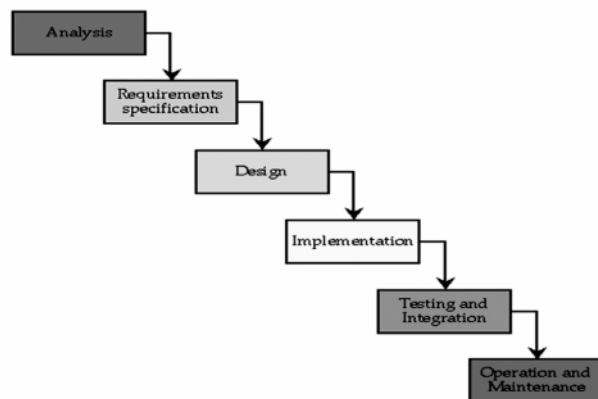 Analysis
Requirements
specification
Design
Implementation
Testing and
Integration
Operation and
Maintenance